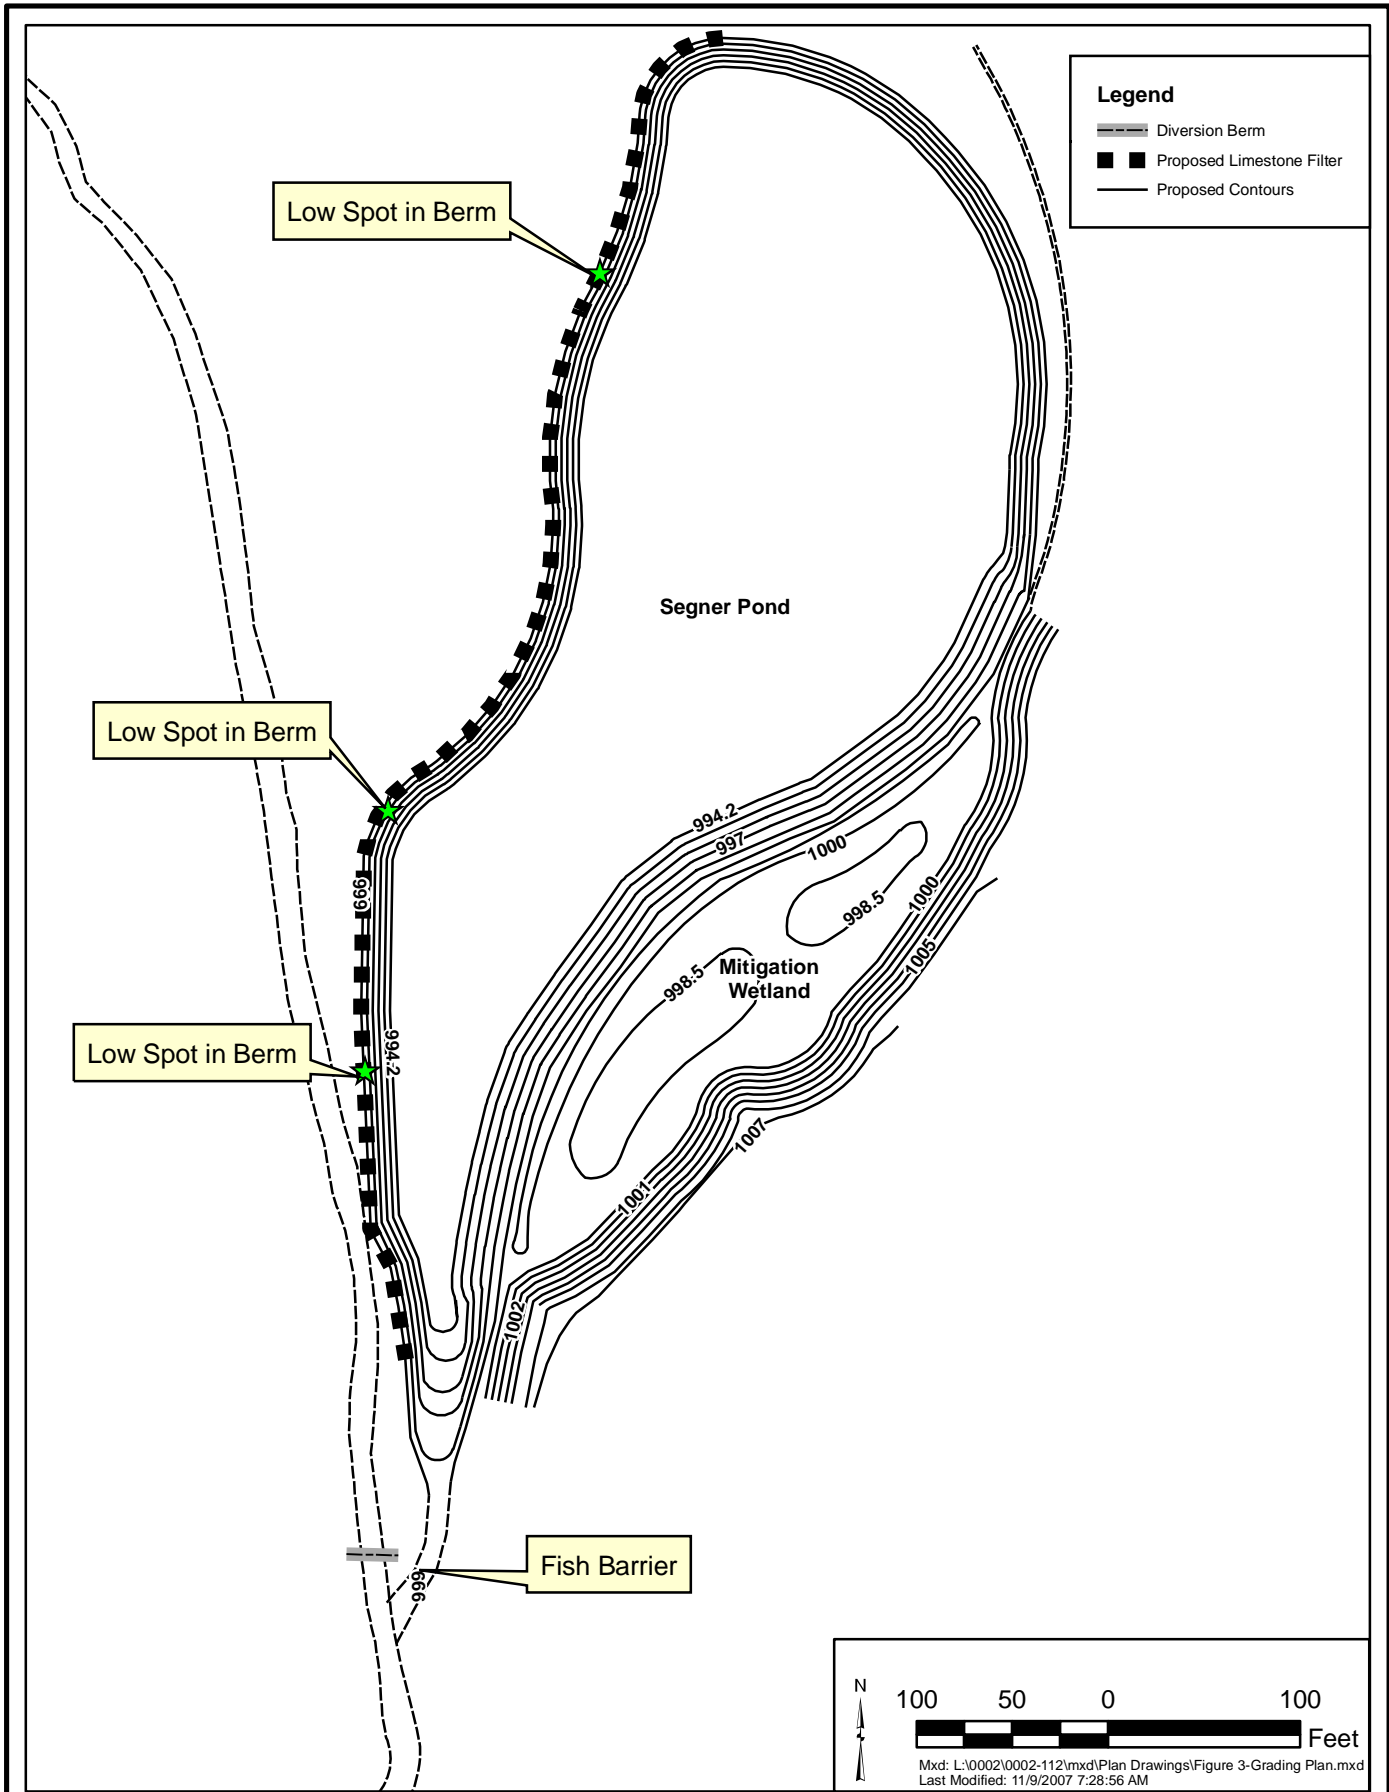 Legend
Diversion Berm
Proposed Limestone Filter
Proposed Contours
Low Spot in Berm
Segner Pond
Low Spot in Berm
994.2
997
1000
998.5
1000
999
1005
Mitigation
Wetland
998.5
Low Spot in Berm
994.2
1007
1001
1002
Fish Barrier
999
N
100 50 0 100
Feet
Mxd: L:\0002\0002-112\mxd\Plan Drawings\Figure 3-Grading Plan.mxd
Last Modified: 11/9/2007 7:28:56 AM